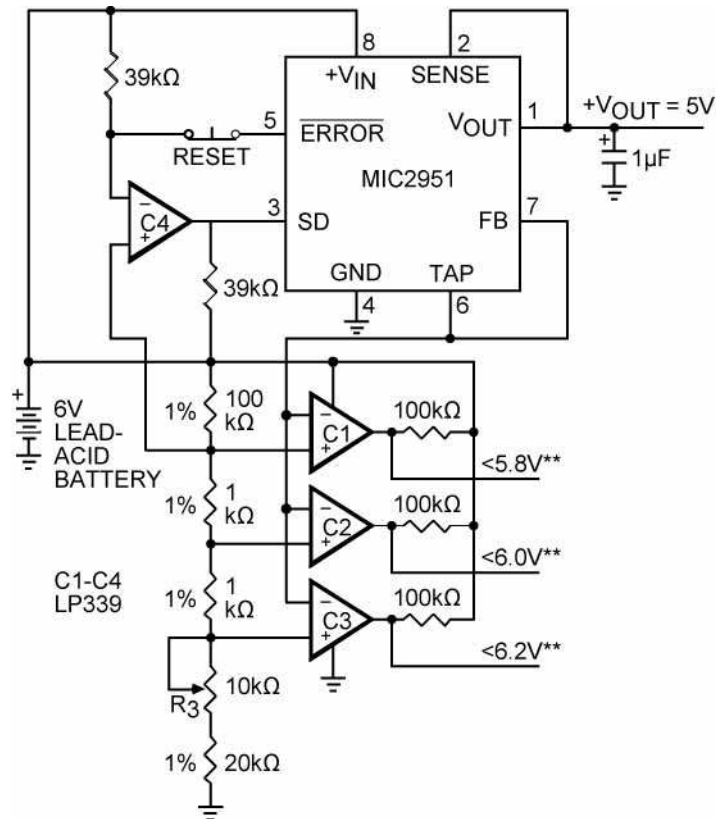 8
2
39kΩ
+VIN
SENSE
+VOUT = 5V
5
ERROR
VOUT
1
RESET
1µF
MIC2951
C4
−
+
3
SD
FB
7
GND
TAP
39kΩ
4
6
+
6V
LEAD-
ACID
BATTERY
1%
100
kΩ
−
C1
+
100kΩ
<5.8V**
1%
1
kΩ
−
C2
+
100kΩ
<6.0V**
C1-C4
LP339
1%
1
kΩ
−
C3
+
100kΩ
<6.2V**
R3
10kΩ
1%
20kΩ